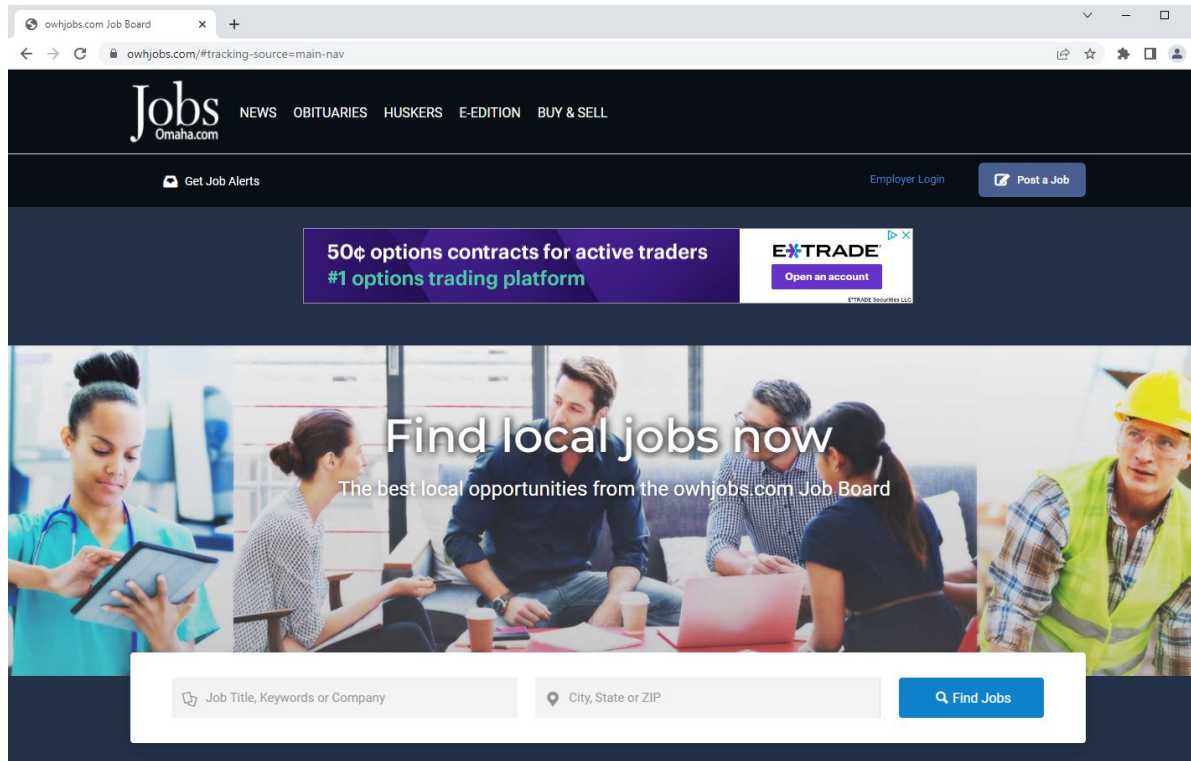 owhjobs.com Job Board
owhjobs.com/#tracking-source=main-nav
Jobs
Omaha.com
NEWS OBITUARIES HUSKERS E-EDITION BUY & SELL
Get Job Alerts
Employer Login
Post a Job
50¢ options contracts for active traders
#1 options trading platform
E*TRADE
Open an account
E*TRADE Securities LLC
Find local jobs now
The best local opportunities from the owhjobs.com Job Board
Job Title, Keywords or Company
City, State or ZIP
Find Jobs